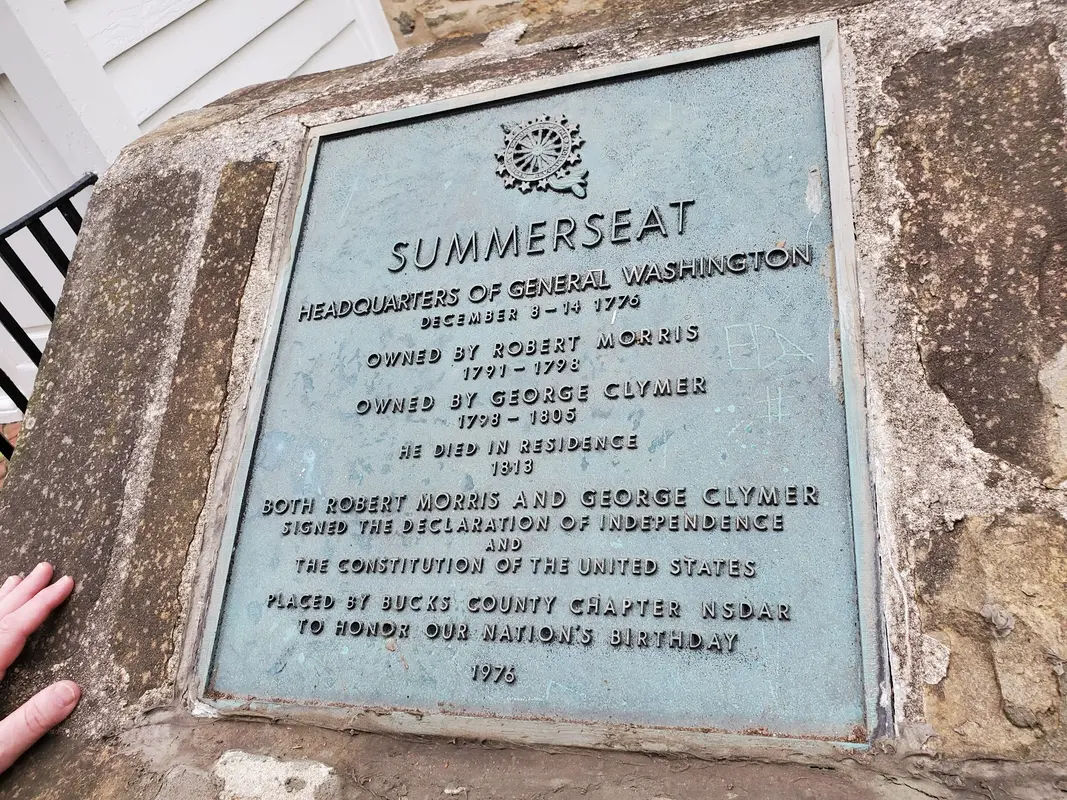 SUMMERSEAT
HEADQUARTERS OF GENERAL WASHINGTON
DECEMBER 8-14 1776
OWNED BY ROBERT MORRIS
1791-1798
OWNED BY GEORGE CLYMER
1798-1805
HE DIED IN RESIDENCE
1813
BOTH ROBERT MORRIS AND GEORGE CLYMER
SIGNED THE DECLARATION OF INDEPENDENCE
AND
THE CONSTITUTION OF THE UNITED STATES
PLACED BY BUCKS COUNTY CHAPTER NSDAR
TO HONOR OUR NATION'S BIRTHDAY
1976